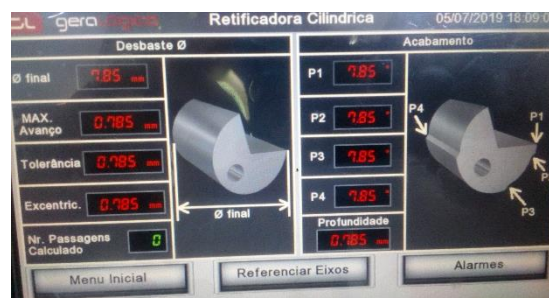 gera
Retificadora Cilindrica
05/07/2019 18:09:0
Desbaste Ø
Ø final 7.85 mm
MAX. Avanço 0.785 mm
Tolerância 0.785 mm
Excentric. 0.785 mm
Nr. Passagens Calculado 0
Ø final
Acabamento
P1 7.85 °
P2 7.85 °
P3 7.85 °
P4 7.85 °
Profundidade
0.785 mm
P4
P1
P3
Menu Inicial
Referenciar Eixos
Alarmes